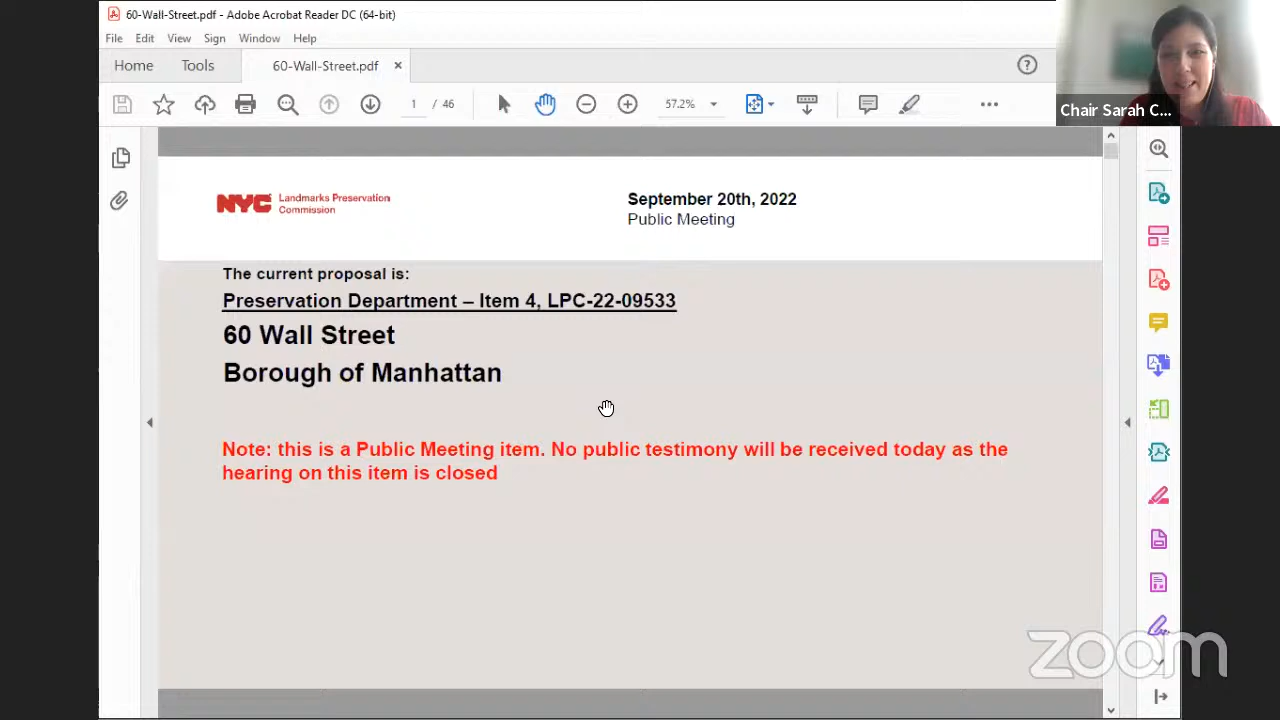 60-Wall-Street.pdf - Adobe Acrobat Reader DC (64-bit)
File Edit View Sign Window Help
Home Tools 60-Wall-Street.pdf ×
1 / 46 57.2%
Chair Sarah C...
NYC Landmarks Preservation
Commission
September 20th, 2022
Public Meeting
The current proposal is:
Preservation Department – Item 4, LPC-22-09533
60 Wall Street
Borough of Manhattan
Note: this is a Public Meeting item. No public testimony will be received today as the
hearing on this item is closed
zoom